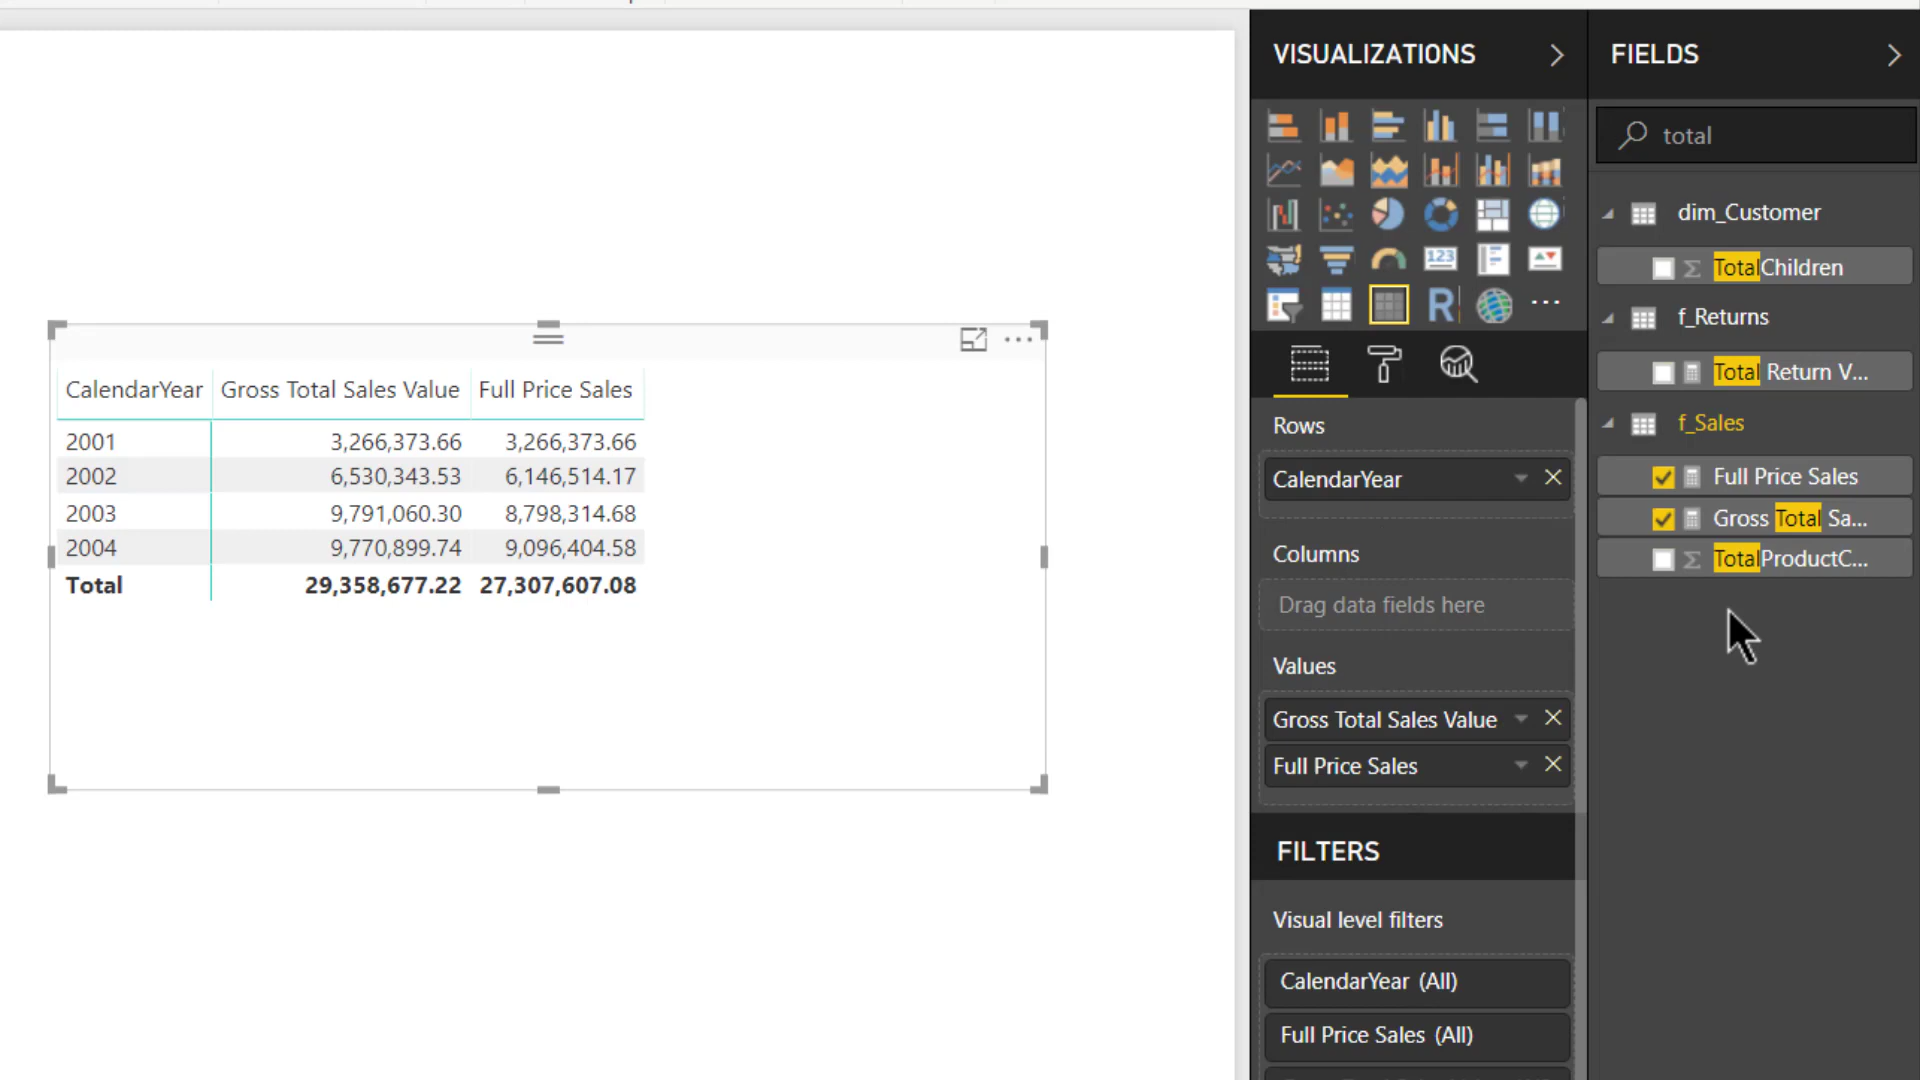 VISUALIZATIONS
FIELDS
total
dim_Customer
TotalChildren
f_Returns
Total Return V...
f_Sales
Full Price Sales
Gross Total Sa...
TotalProductC...
123
R
Rows
CalendarYear
Columns
Drag data fields here
Values
Gross Total Sales Value
Full Price Sales
FILTERS
Visual level filters
CalendarYear (All)
Full Price Sales (All)
CalendarYear Gross Total Sales Value Full Price Sales
2001 3,266,373.66 3,266,373.66
2002 6,530,343.53 6,146,514.17
2003 9,791,060.30 8,798,314.68
2004 9,770,899.74 9,096,404.58
Total 29,358,677.22 27,307,607.08